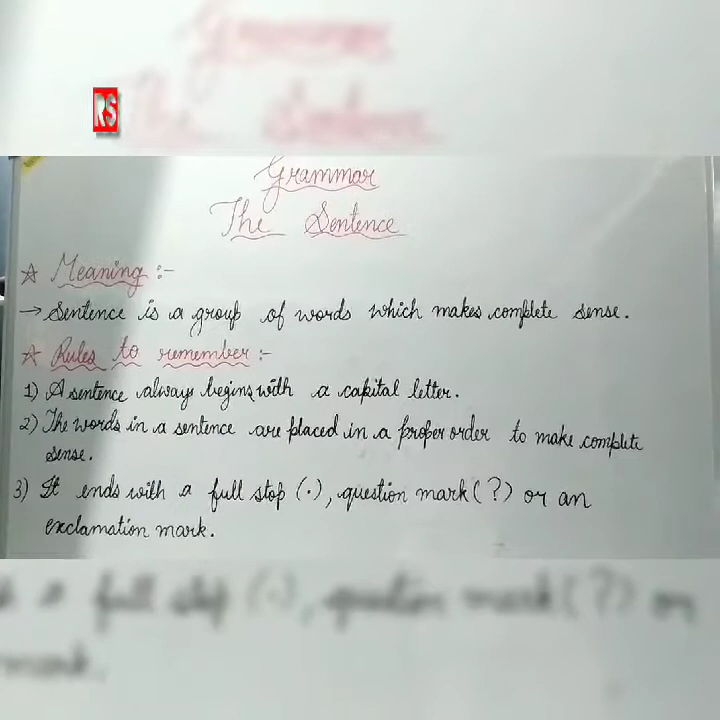 RS
Grammar
The Sentence
☆ Meaning :-
→ Sentence is a group of words which makes complete sense.
☆ Rules to remember :-
1) A sentence always begins with a capital letter.
2) The words in a sentence are placed in a proper order to make complete
sense.
3) It ends with a full stop (.), question mark (?) or an
exclamation mark.